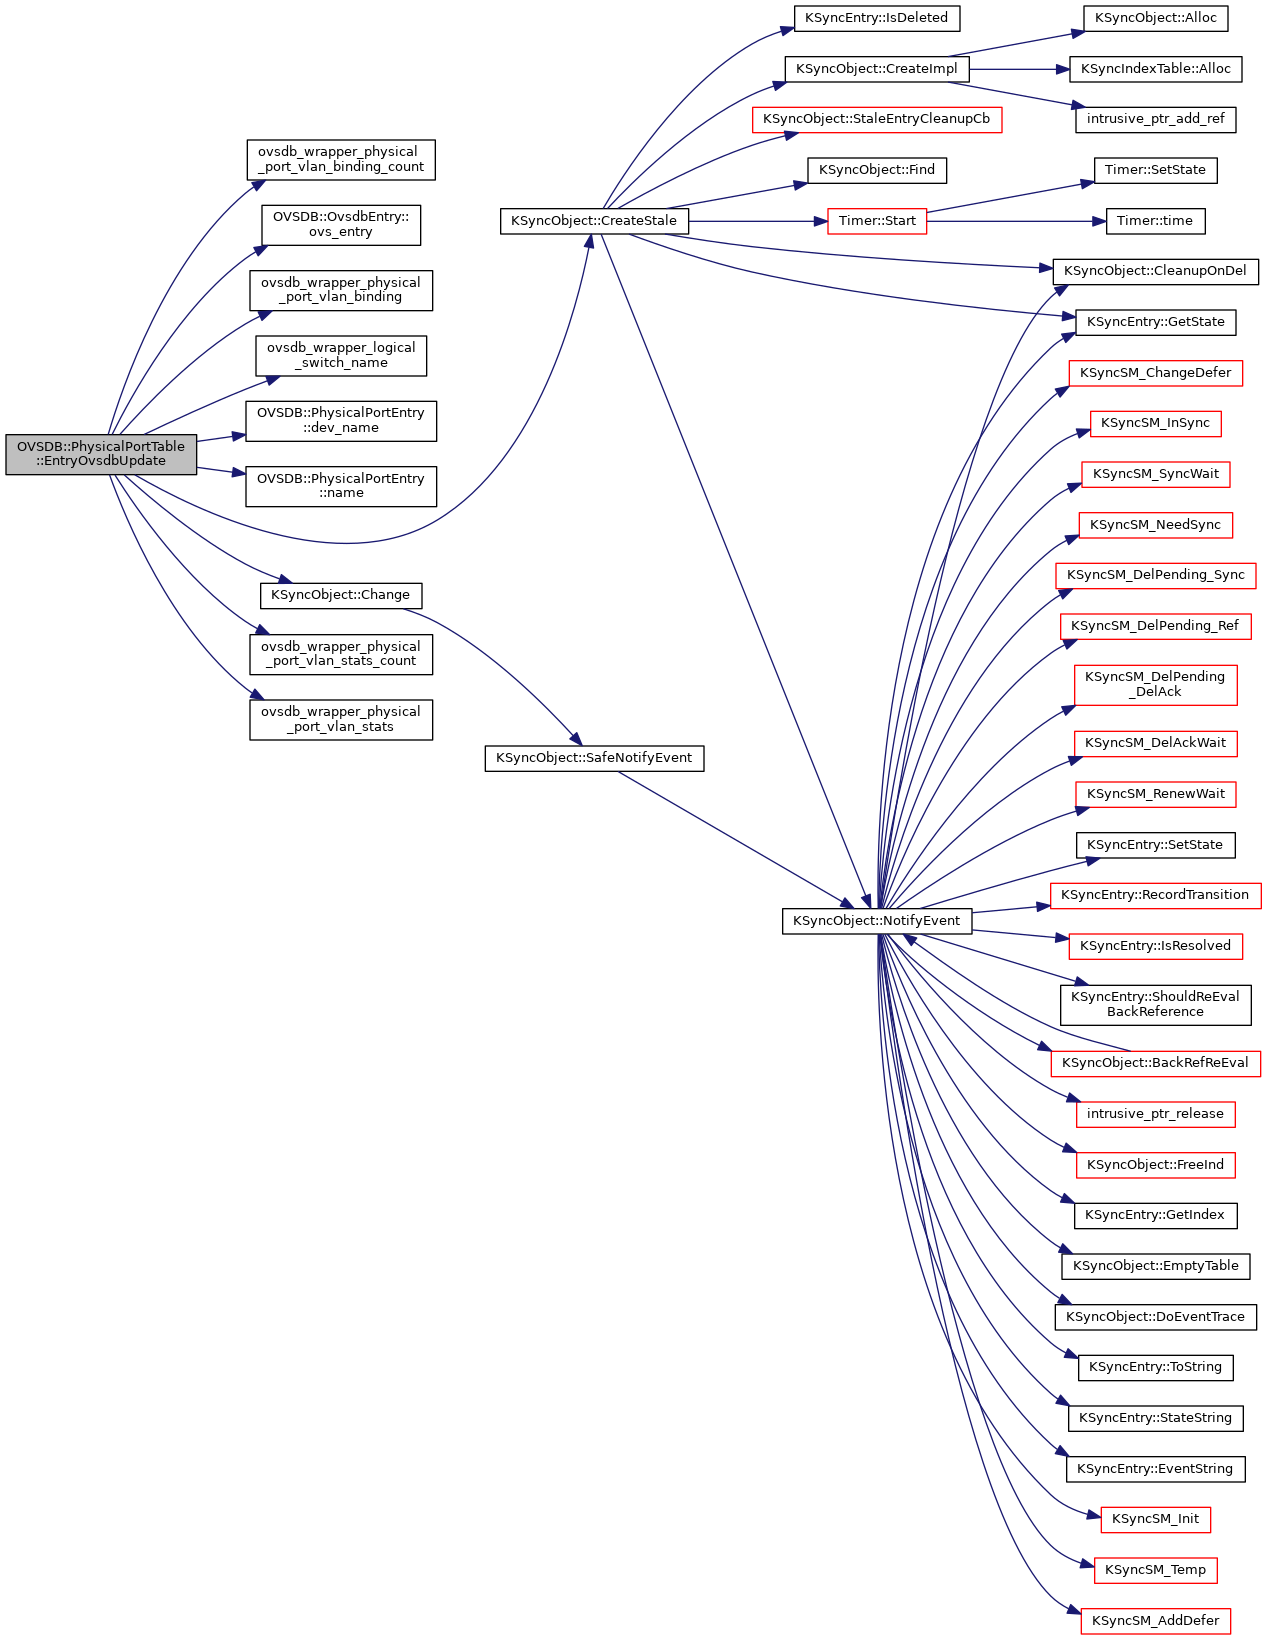 OVSDB::PhysicalPortTable
::EntryOvsdbUpdate
ovsdb_wrapper_physical
_port_vlan_binding_count
OVSDB::OvsdbEntry::
ovs_entry
ovsdb_wrapper_physical
_port_vlan_binding
ovsdb_wrapper_logical
_switch_name
OVSDB::PhysicalPortEntry
::dev_name
OVSDB::PhysicalPortEntry
::name
KSyncObject::Change
ovsdb_wrapper_physical
_port_vlan_stats_count
ovsdb_wrapper_physical
_port_vlan_stats
KSyncObject::CreateStale
KSyncObject::SafeNotifyEvent
KSyncEntry::IsDeleted
KSyncObject::CreateImpl
KSyncObject::StaleEntryCleanupCb
KSyncObject::Find
Timer::Start
KSyncObject::NotifyEvent
KSyncObject::Alloc
KSyncIndexTable::Alloc
intrusive_ptr_add_ref
Timer::SetState
Timer::time
KSyncObject::CleanupOnDel
KSyncEntry::GetState
KSyncSM_ChangeDefer
KSyncSM_InSync
KSyncSM_SyncWait
KSyncSM_NeedSync
KSyncSM_DelPending_Sync
KSyncSM_DelPending_Ref
KSyncSM_DelPending
_DelAck
KSyncSM_DelAckWait
KSyncSM_RenewWait
KSyncEntry::SetState
KSyncEntry::RecordTransition
KSyncEntry::IsResolved
KSyncEntry::ShouldReEval
BackReference
KSyncObject::BackRefReEval
intrusive_ptr_release
KSyncObject::FreeInd
KSyncEntry::GetIndex
KSyncObject::EmptyTable
KSyncObject::DoEventTrace
KSyncEntry::ToString
KSyncEntry::StateString
KSyncEntry::EventString
KSyncSM_Init
KSyncSM_Temp
KSyncSM_AddDefer